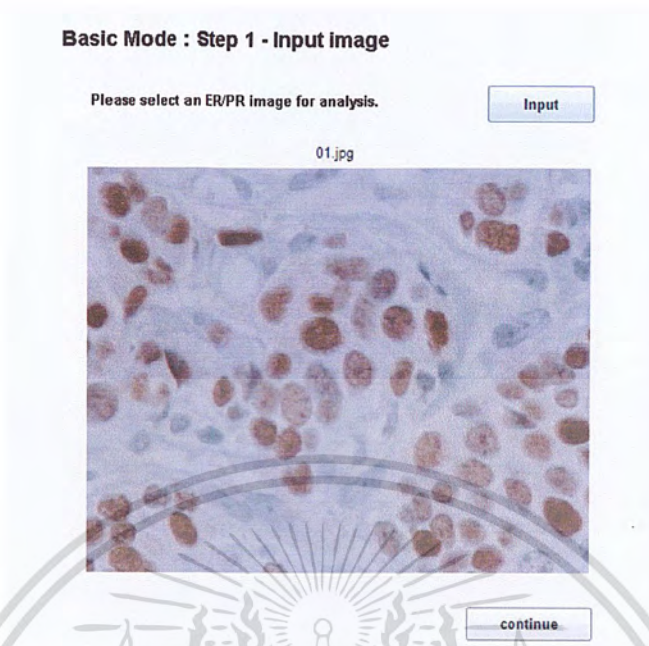 Basic Mode : Step 1 - Input image
Please select an ER/PR image for analysis.
Input
01.jpg
continue